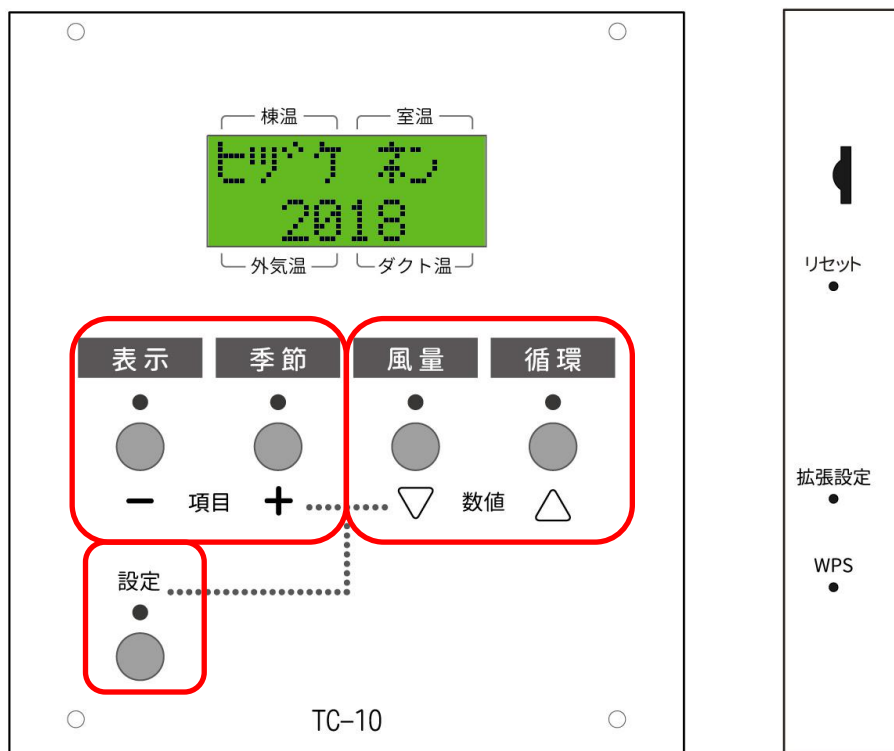 棟温 室温
ヒヅケ ネン
2018
外気温 ダクト温
表示 季節 風量 循環
− 項目 + ▽ 数値 △
設定
TC-10
リセット
拡張設定
WPS